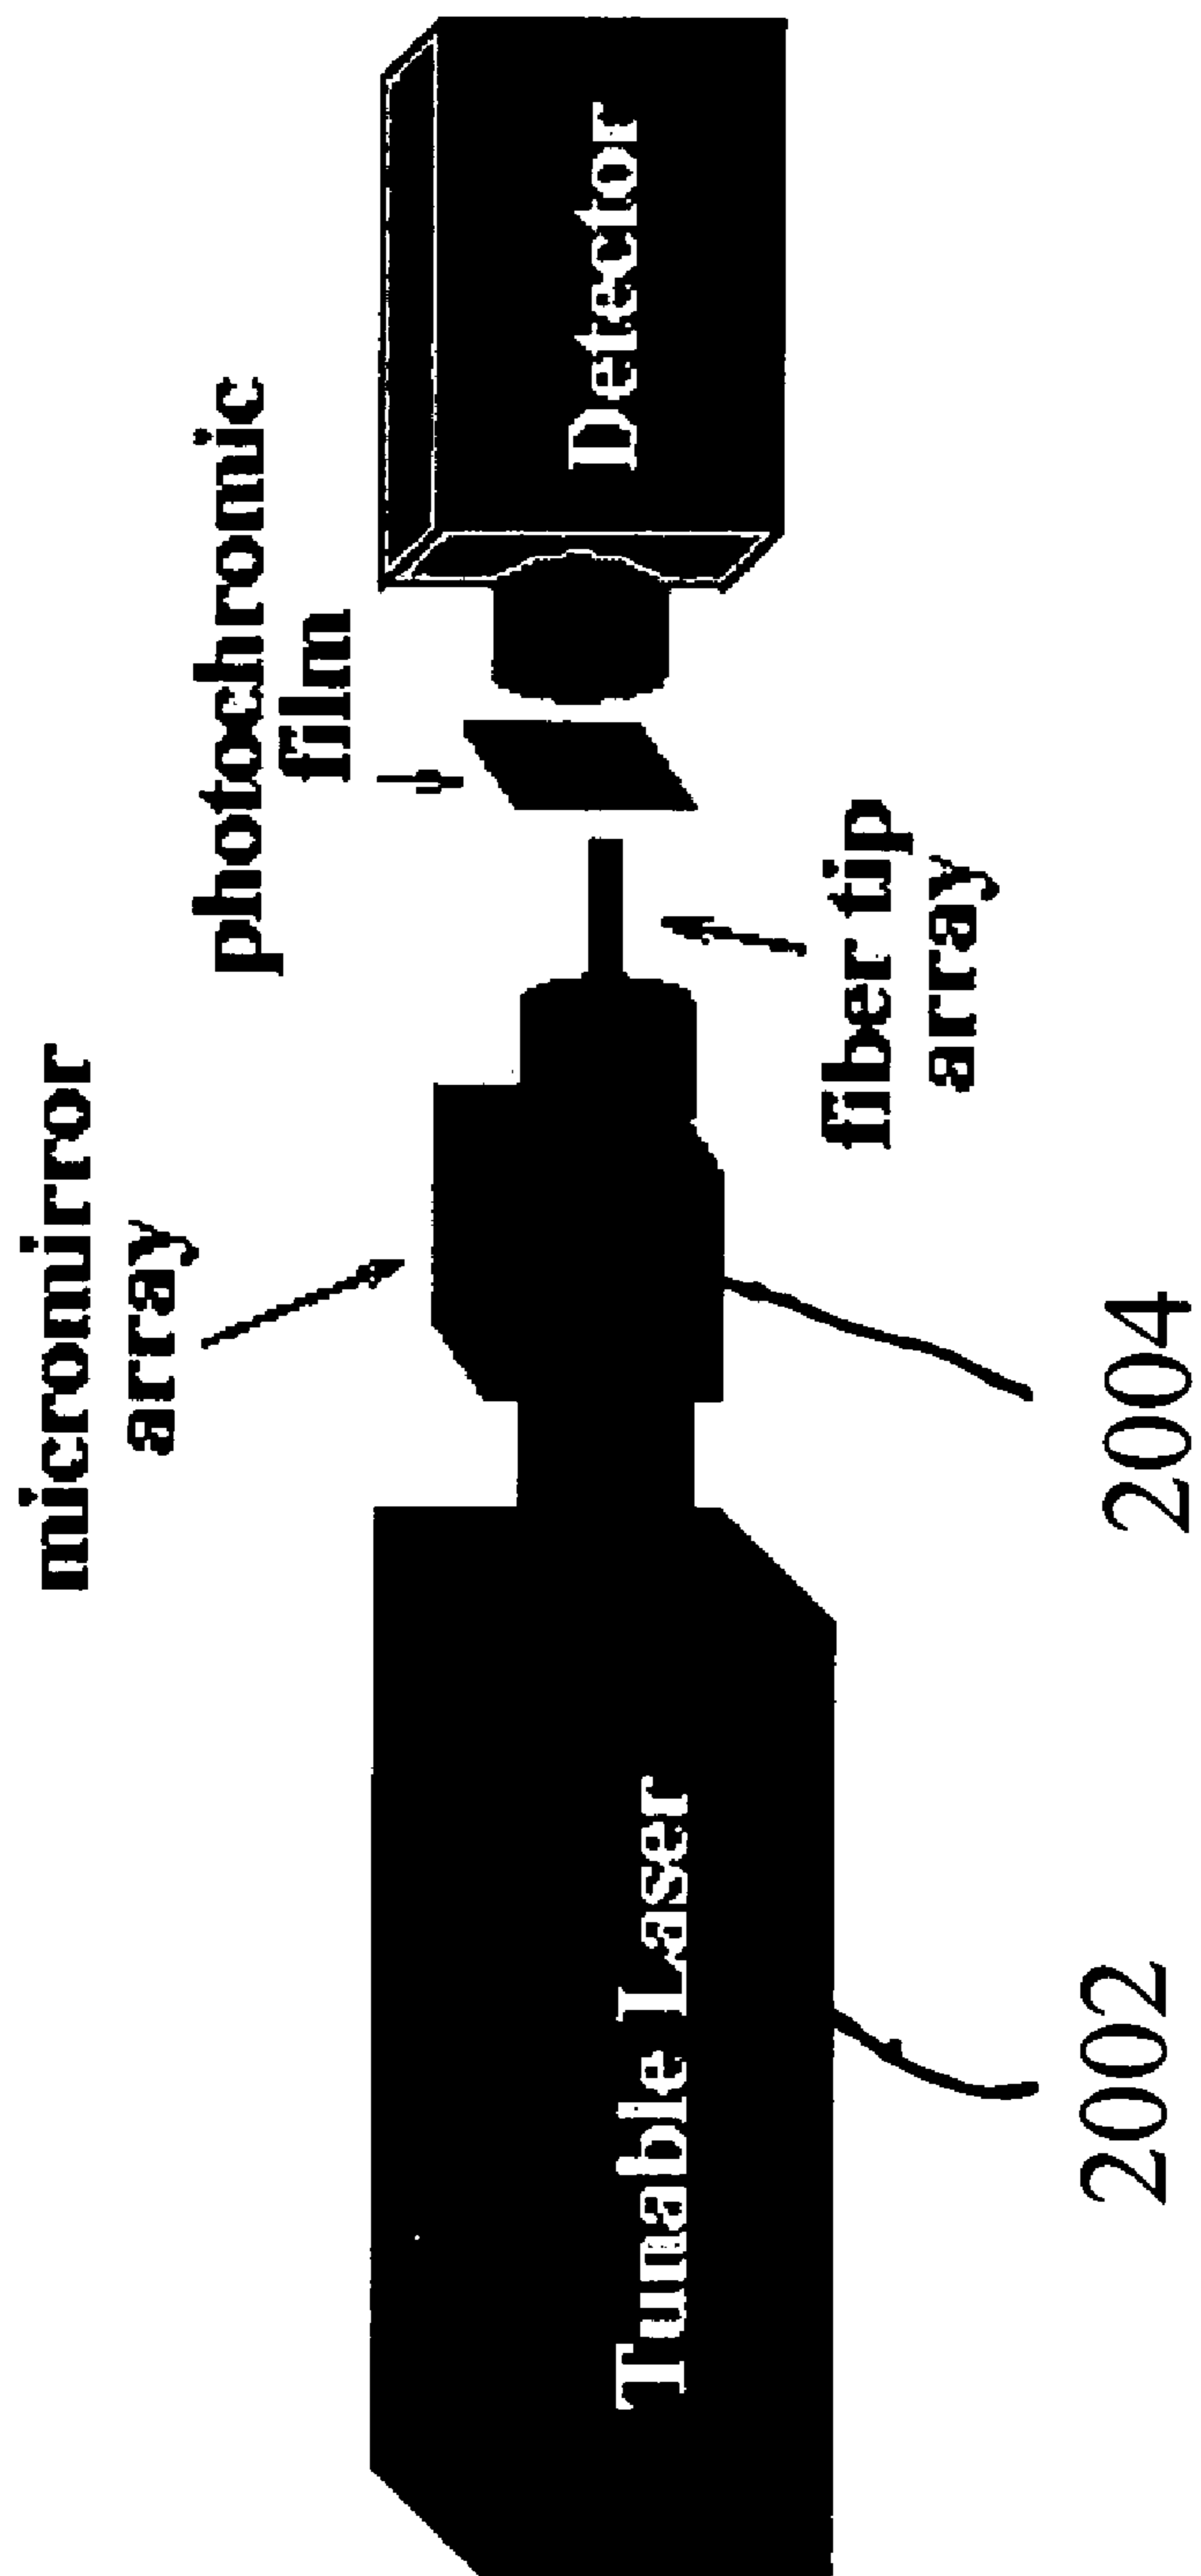 micromirror
array
photochromic
film
Tunable Laser
Detector
fiber tip
array
2002
2004